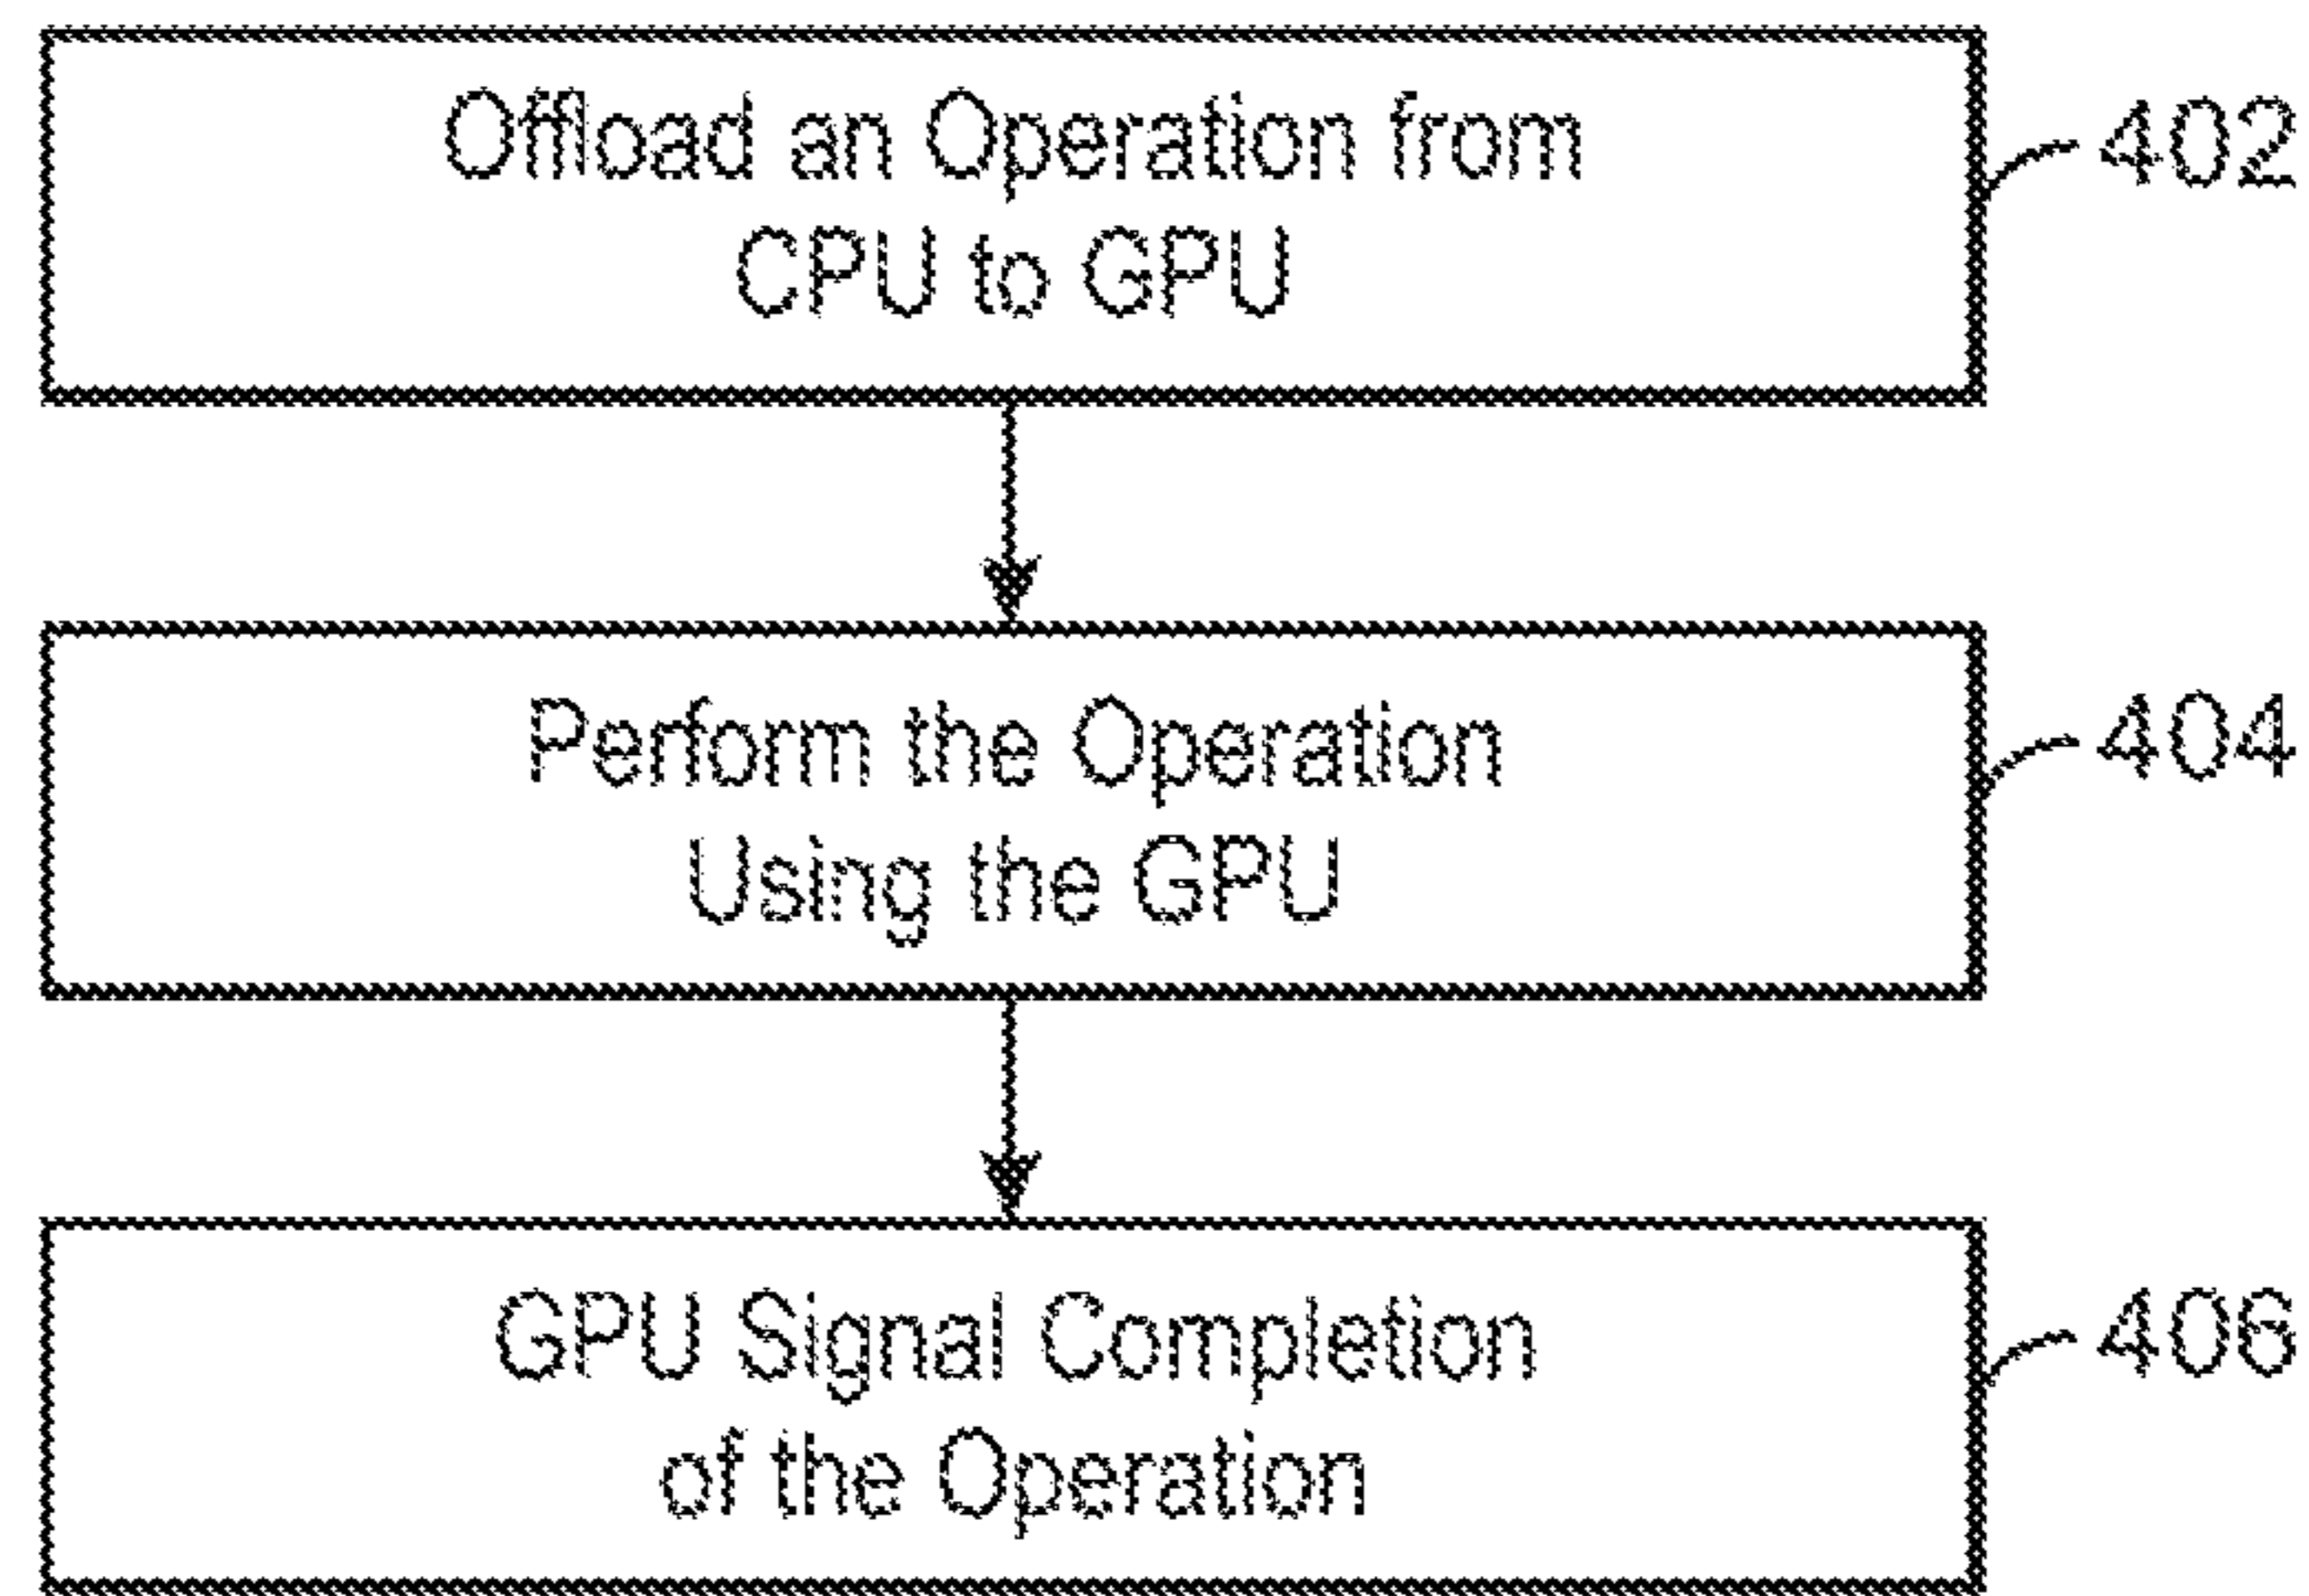 Offload an Operation from
CPU to GPU
402
Perform the Operation
Using the GPU
404
GPU Signal Completion
of the Operation
406